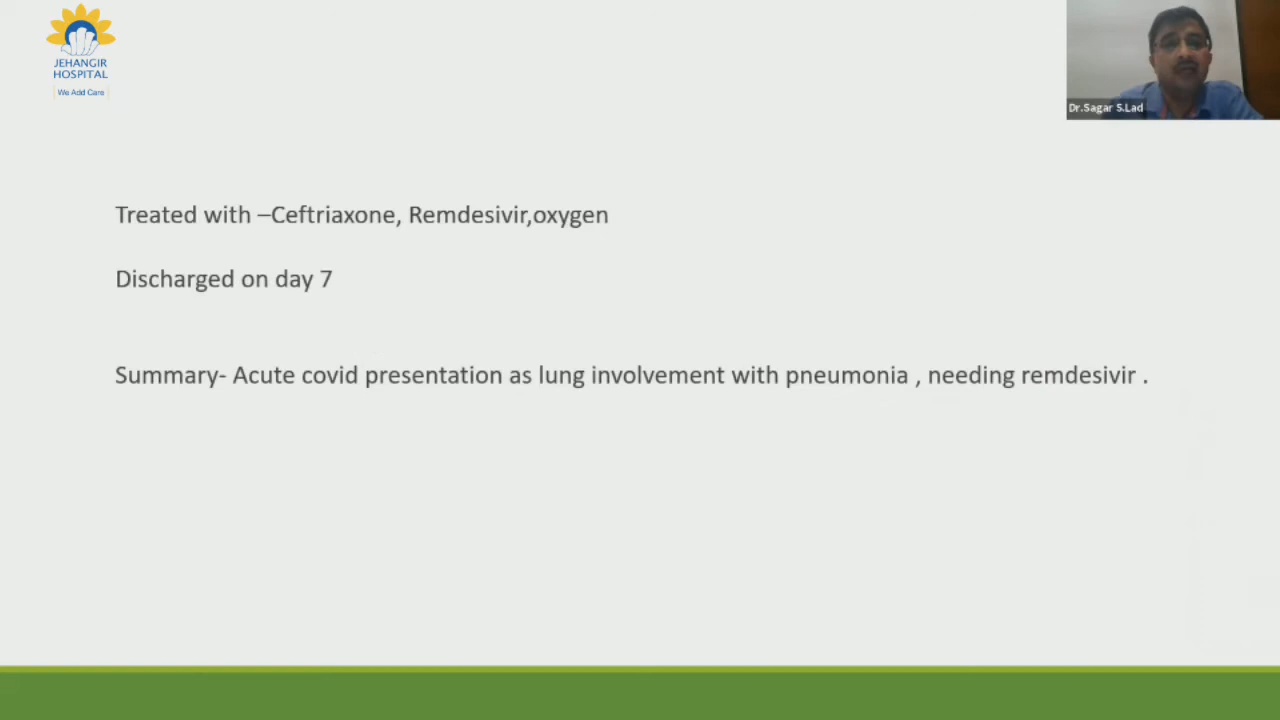 JEHANGIR
HOSPITAL
We Add Care
Dr.Sagar S.Lad
Treated with –Ceftriaxone, Remdesivir,oxygen
Discharged on day 7
Summary- Acute covid presentation as lung involvement with pneumonia , needing remdesivir .